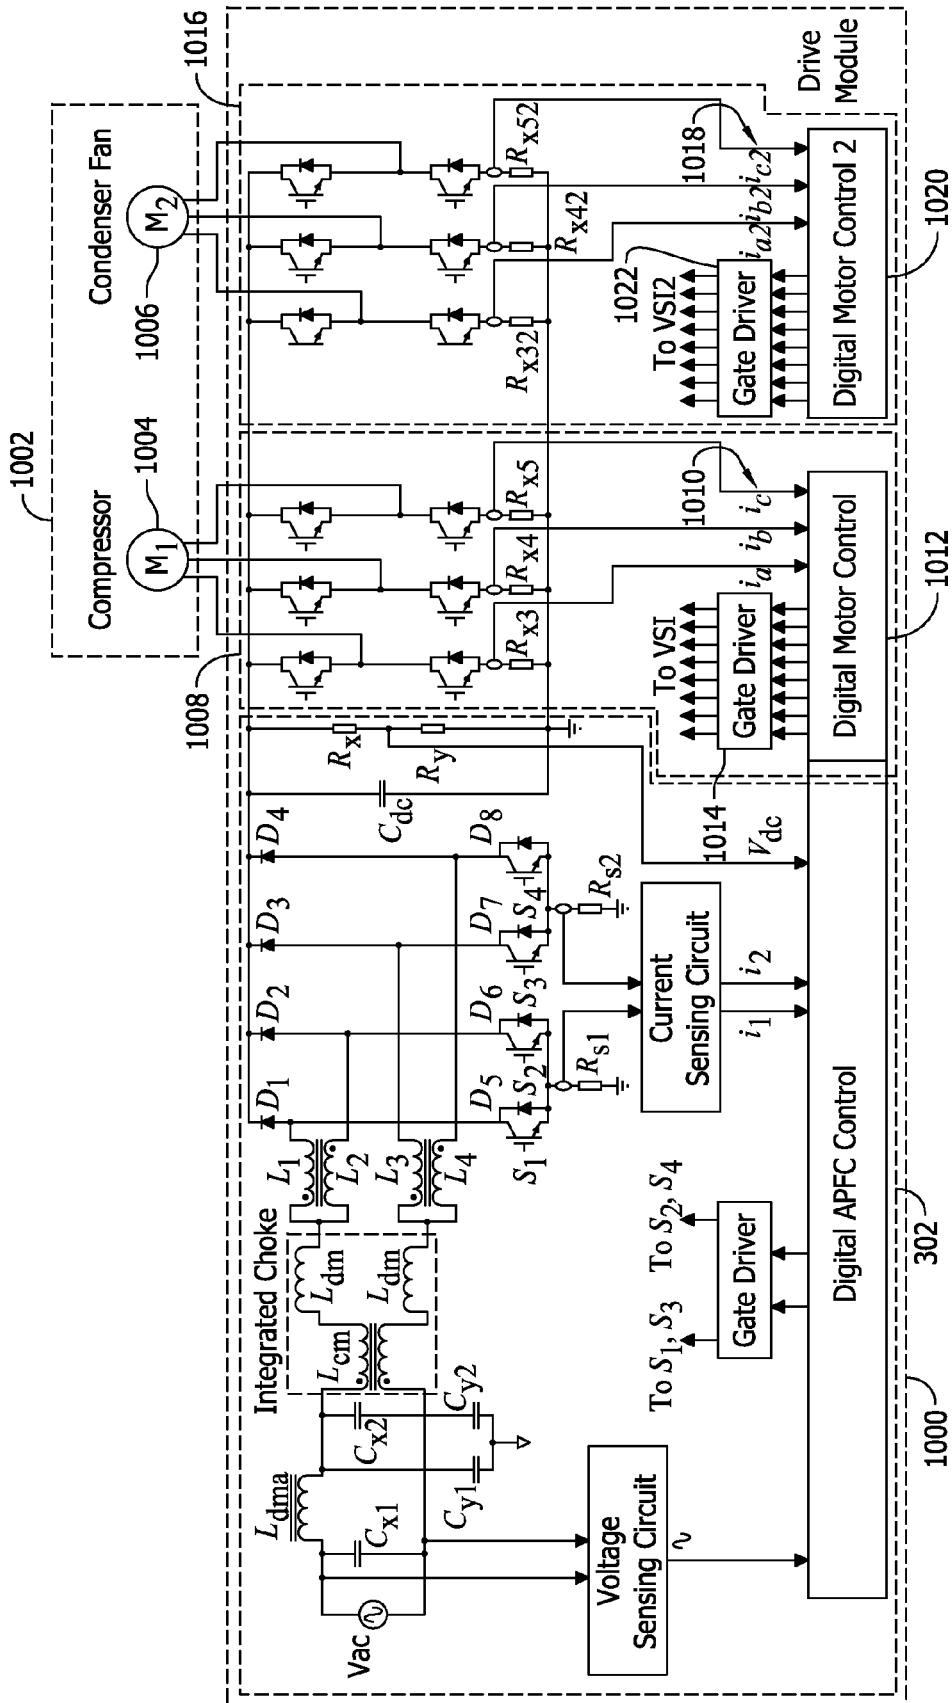 1002
Compressor
Condenser Fan
M1
M2
1004
1006
1008
1016
Integrated Choke
Ldma
Lcm
Ldm
Ldm
L1
L2
L3
L4
D1
D2
D3
D4
Vac
Cx1
Cx2
Cy1
Cy2
Cdc
Rx
Ry
D5
D6
D7
D8
S1
S2
S3
S4
Rs1
Rs2
Rx3
Rx4
Rx5
Rx32
Rx42
Rx52
Voltage
Sensing Circuit
To S1, S3
To S2, S4
Gate Driver
Current
Sensing Circuit
i1
i2
Vdc
1014
To VSI
Gate Driver
ia
ib
ic
1010
1022
To VSI2
Gate Driver
ia2
ib2
ic2
1018
Drive
Module
Digital APFC Control
Digital Motor Control
Digital Motor Control 2
1000
302
1012
1020